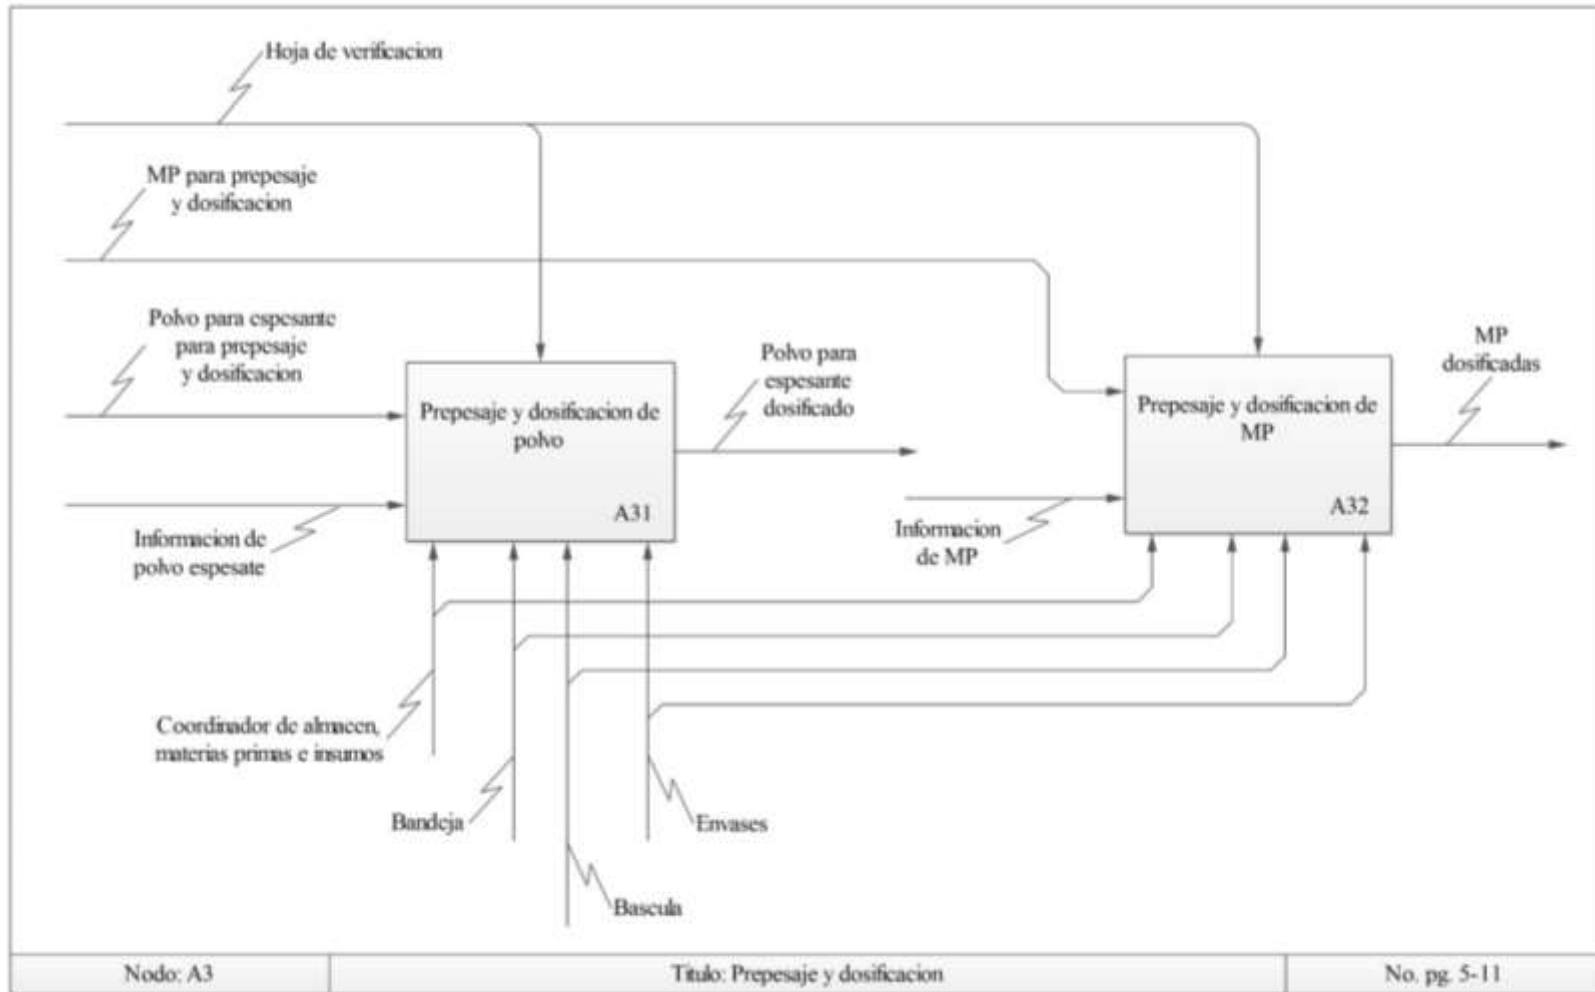 Hoja de verificacion
MP para prepesaje
y dosificacion
Polvo para espesante
para prepesaje
y dosificacion
Polvo para
espesante
dosificado
MP
dosificadas
Prepesaje y dosificacion de
polvo
A31
Prepesaje y dosificacion de
MP
A32
Informacion de
polvo espesate
Informacion
de MP
Coordinador de almacen,
materias primas e insumos
Bandeja
Envases
Bascula
Nodo: A3
Titulo: Prepesaje y dosificacion
No. pg. 5-11